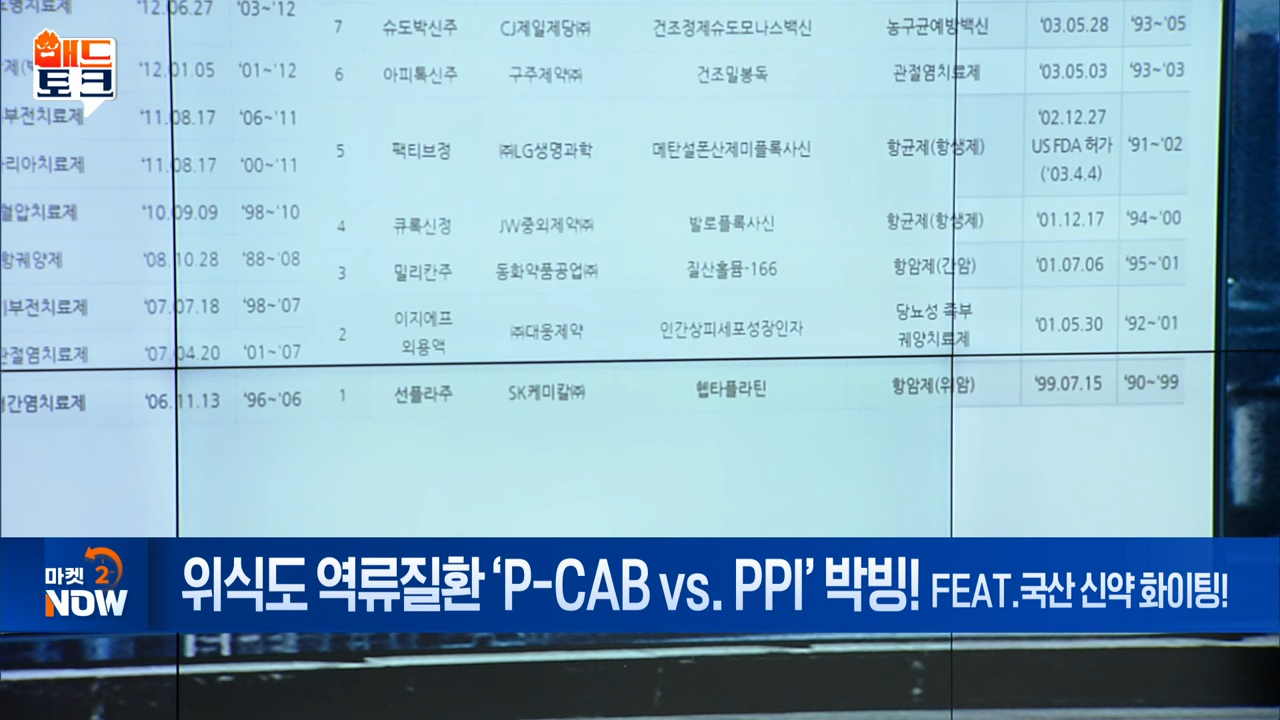 매드
토크
'12.06.27 '03~'12
7 슈도박신주 CJ제일제당㈜ 건조정제슈도모나스백신 농구균예방백신 '03.05.28 '93~'05
'12.01.05 '01~'12
6 아피톡신주 구주제약㈜ 건조밀봉독 관절염치료제 '03.05.03 '93~'03
부전치료제 '11.08.17 '06~'11
리아치료제 '11.08.17 '00~'11
5 팩티브정 ㈜LG생명과학 메탄설폰산제미플록사신 항균제(항생제) '02.12.27 US FDA 허가 ('03.4.4) '91~'02
혈압치료제 '10.09.09 '98~'10
4 큐록신정 JW중외제약㈜ 발로플록사신 항균제(항생제) '01.12.17 '94~'00
항궤양제 '08.10.28 '88~'08
3 밀리칸주 동화약품공업㈜ 질산홀뮴-166 항암제(간암) '01.07.06 '95~'01
부전치료제 '07.07.18 '98~'07
2 이지에프 외용액 ㈜대웅제약 인간상피세포성장인자 당뇨성 족부 궤양치료제 '01.05.30 '92~'01
관절염치료제 '07.04.20 '01~'07
간염치료제 '06.11.13 '96~'06
1 선플라주 SK케미칼㈜ 헵타플라틴 항암제(위암) '99.07.15 '90~'99
마켓 2
NOW
위식도 역류질환 ‘P-CAB vs. PPI’ 박빙! FEAT.국산 신약 화이팅!